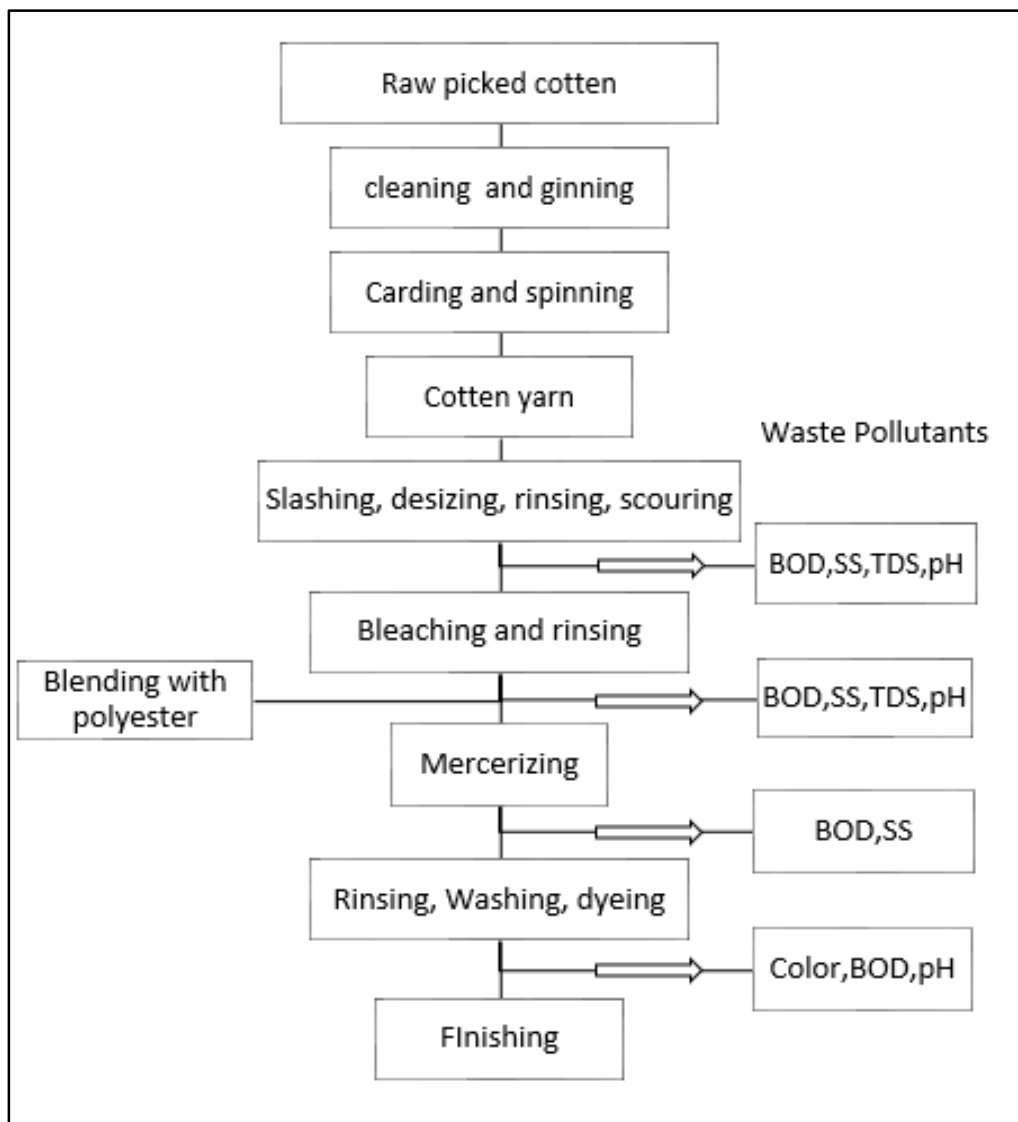 Raw picked cotten
cleaning and ginning
Carding and spinning
Cotten yarn
Waste Pollutants
Slashing, desizing, rinsing, scouring
BOD,SS,TDS,pH
Bleaching and rinsing
Blending with
polyester
BOD,SS,TDS,pH
Mercerizing
BOD,SS
Rinsing, Washing, dyeing
Color,BOD,pH
FInishing